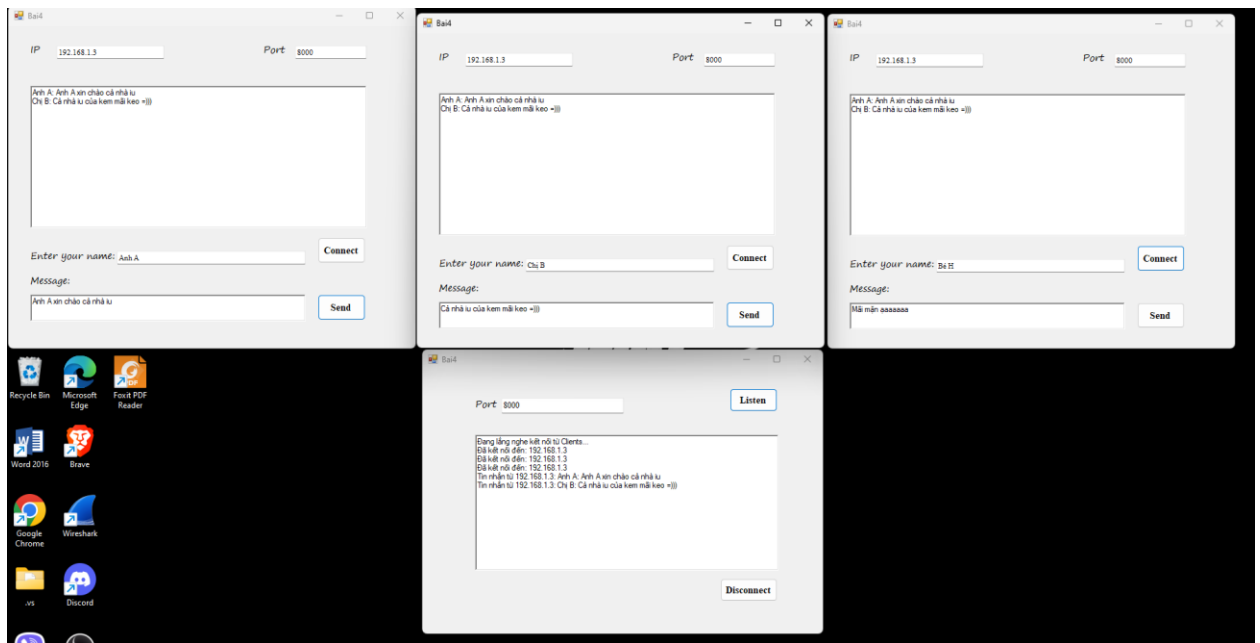 Bai4
IP 192.168.1.3 Port 8000
Anh A: Anh A xin chào cả nhà iu
Chị B: Cả nhà iu của kem mãi keo =)))
Enter your name: Anh A Connect
Message:
Anh A xin chào cả nhà iu
Send
Bai4
IP 192.168.1.3 Port 8000
Anh A: Anh A xin chào cả nhà iu
Chị B: Cả nhà iu của kem mãi keo =)))
Enter your name: Chị B Connect
Message:
Cả nhà iu của kem mãi keo =)))
Send
Bai4
IP 192.168.1.3 Port 8000
Anh A: Anh A xin chào cả nhà iu
Chị B: Cả nhà iu của kem mãi keo =)))
Enter your name: Bé H Connect
Message:
Mãi mận aaaaaaa
Send
Recycle Bin
Microsoft
Edge
Foxit PDF
Reader
Word 2016
Brave
Google
Chrome
Wireshark
.vs
Discord
Bai4
Port 8000 Listen
Đang lắng nghe kết nối từ Clients...
Đã kết nối đến: 192.168.1.3
Đã kết nối đến: 192.168.1.3
Đã kết nối đến: 192.168.1.3
Tin nhắn từ 192.168.1.3: Anh A: Anh A xin chào cả nhà iu
Tin nhắn từ 192.168.1.3: Chị B: Cả nhà iu của kem mãi keo =)))
Disconnect